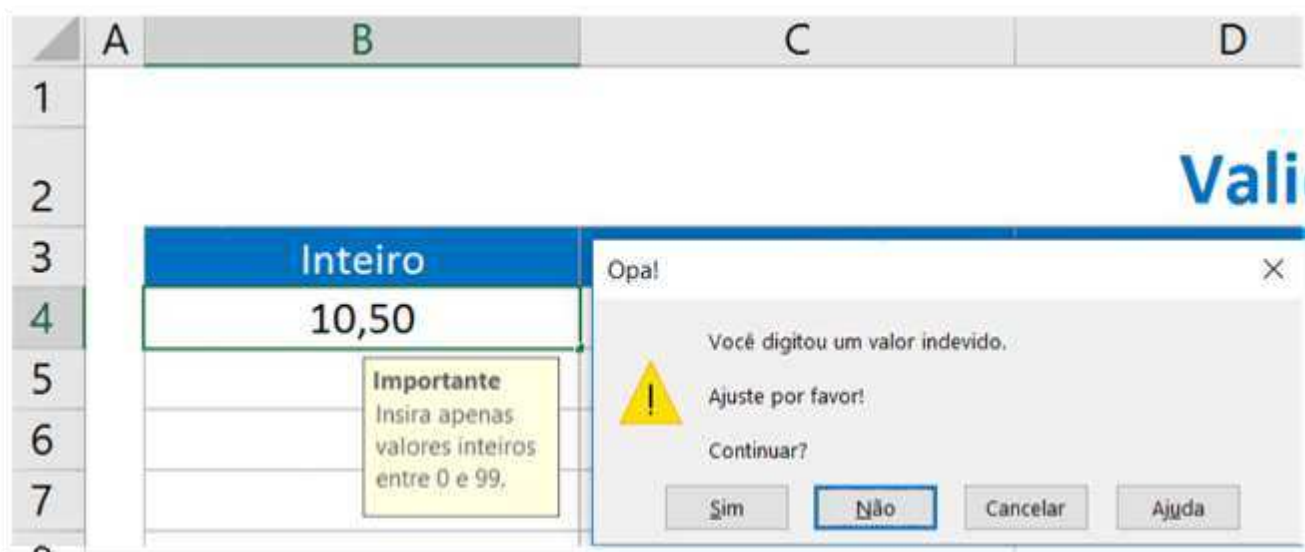 A B C D
1
2 Vali
3 Inteiro
4 10,50
5
6
7
Importante
Insira apenas
valores inteiros
entre 0 e 99.
Opa!
Você digitou um valor indevido.
Ajuste por favor!
Continuar?
Sim Não Cancelar Ajuda